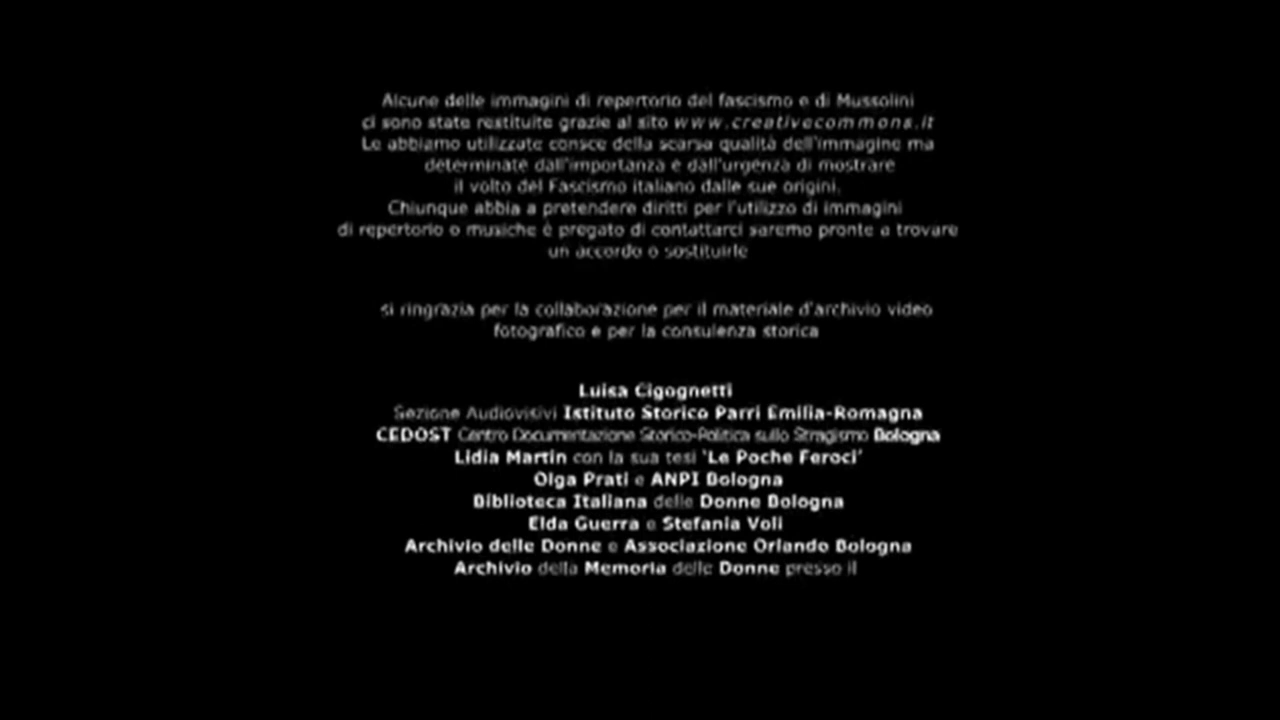 Alcune delle immagini di repertorio del fascismo e di Mussolini
ci sono state restituite grazie al sito www.creativecommons.it
Le abbiamo utilizzate consce della scarsa qualità dell'immagine ma
determinate dall'importanza e dall'urgenza di mostrare
il volto del Fascismo italiano dalle sue origini.
Chiunque abbia a pretendere diritti per l'utilizzo di immagini
di repertorio o musiche è pregato di contattarci saremo pronte a trovare
un accordo o sostituirle
si ringrazia per la collaborazione per il materiale d'archivio video
fotografico e per la consulenza storica
Luisa Cigognetti
Sezione Audiovisivi Istituto Storico Parri Emilia-Romagna
CEDOST Centro Documentazione Storico-Politica sullo Stragismo Bologna
Lidia Martin con la sua tesi 'Le Poche Feroci'
Olga Prati e ANPI Bologna
Biblioteca Italiana delle Donne Bologna
Elda Guerra e Stefania Voli
Archivio delle Donne e Associazione Orlando Bologna
Archivio della Memoria delle Donne presso il